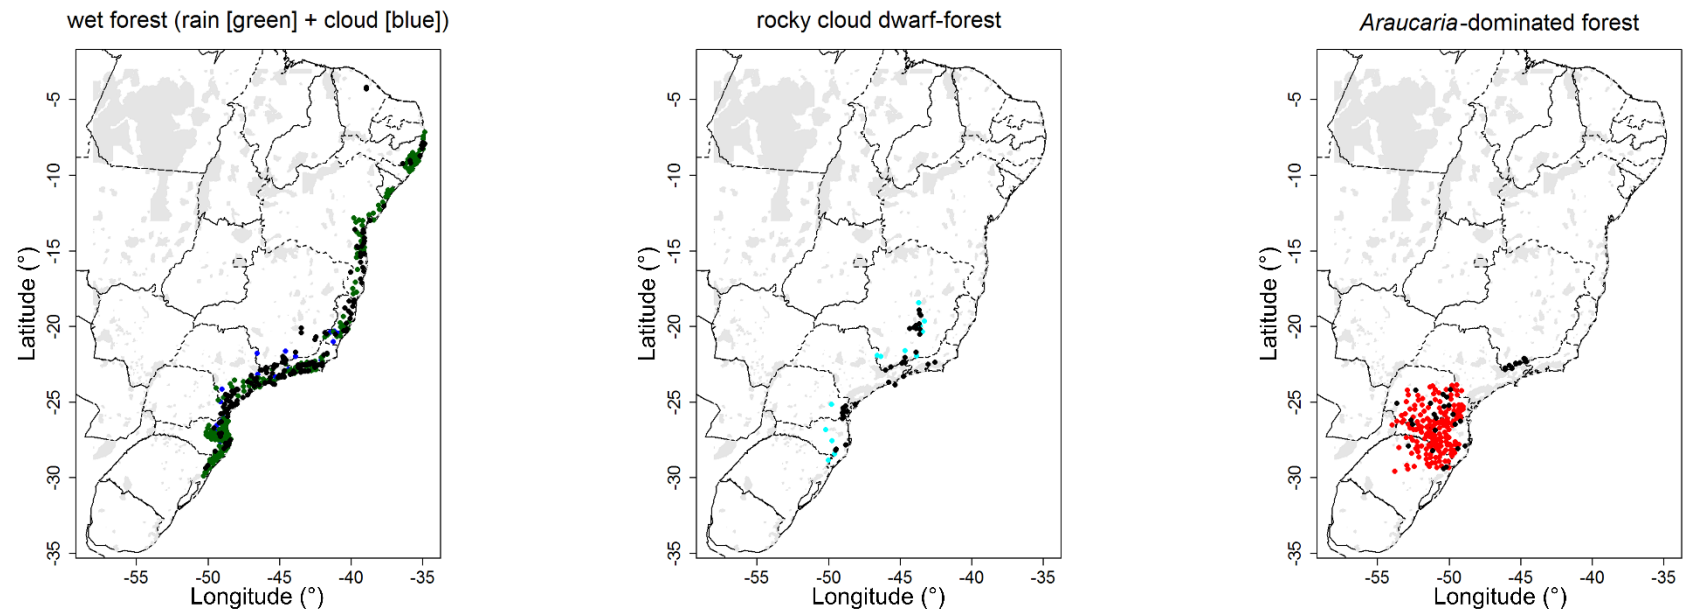 wet forest (rain [green] + cloud [blue])
-5
-10
-15
-20
-25
-30
-35
Latitude (°)
-55 -50 -45 -40 -35
Longitude (°)
rocky cloud dwarf-forest
-5
-10
-15
-20
-25
-30
-35
Latitude (°)
-55 -50 -45 -40 -35
Longitude (°)
Araucaria-dominated forest
-5
-10
-15
-20
-25
-30
-35
Latitude (°)
-55 -50 -45 -40 -35
Longitude (°)